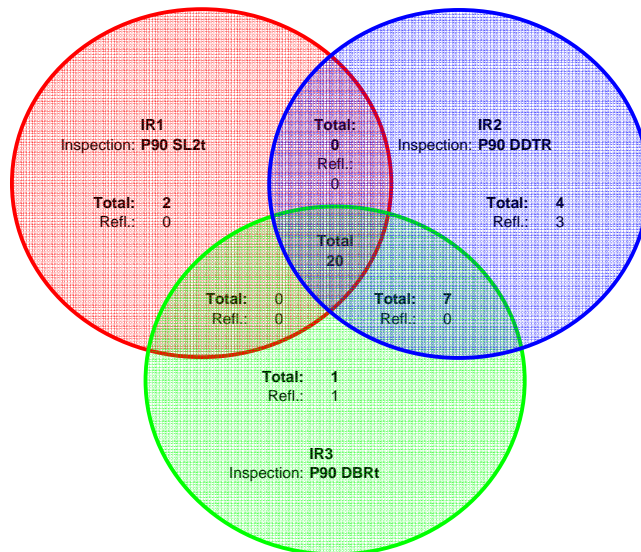 IR1
Inspection: P90 SL2t
Total: 2
Refl.: 0
Total:
0
Refl.:
0
IR2
Inspection: P90 DDTR
Total: 4
Refl.: 3
Total
20
Total: 0
Refl.: 0
Total: 7
Refl.: 0
Total: 1
Refl.: 1
IR3
Inspection: P90 DBRt